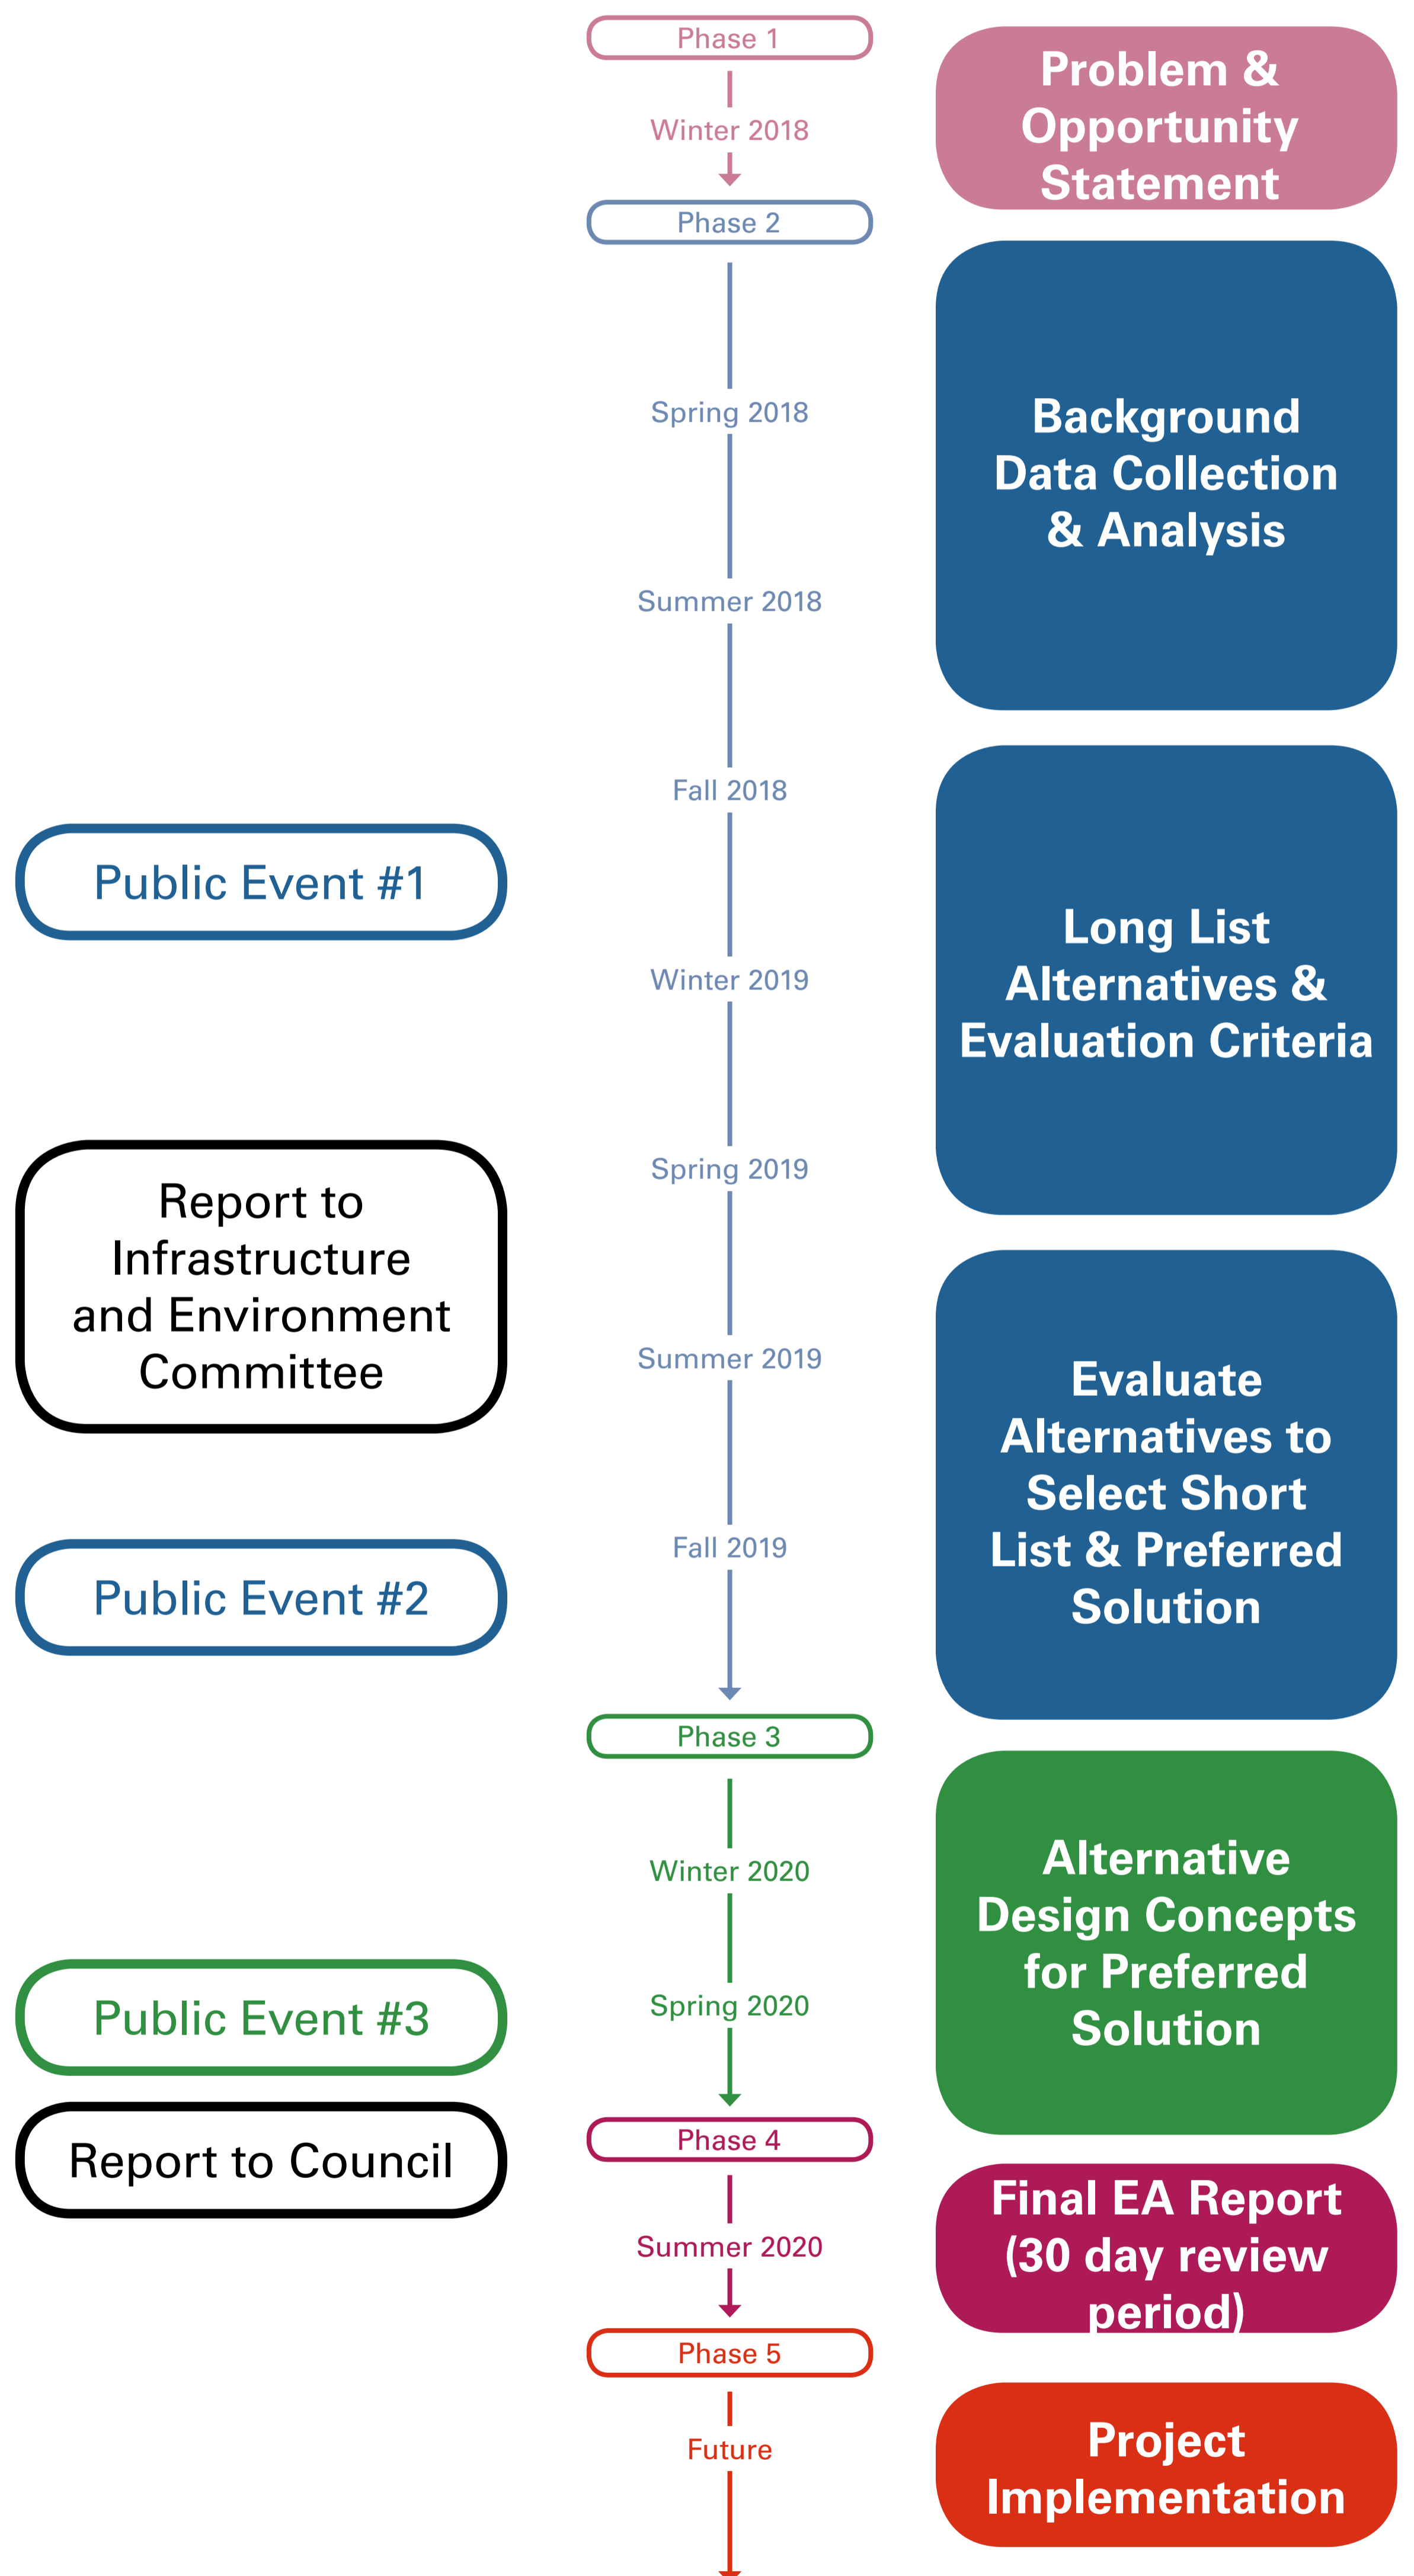 Phase 1
Problem &
Opportunity
Statement
Winter 2018
Phase 2
Background
Data Collection
& Analysis
Spring 2018
Summer 2018
Fall 2018
Public Event #1
Long List
Alternatives &
Evaluation Criteria
Winter 2019
Spring 2019
Report to
Infrastructure
and Environment
Committee
Summer 2019
Evaluate
Alternatives to
Select Short
List & Preferred
Solution
Fall 2019
Public Event #2
Phase 3
Winter 2020
Alternative
Design Concepts
for Preferred
Solution
Spring 2020
Public Event #3
Phase 4
Report to Council
Final EA Report
(30 day review
period)
Summer 2020
Phase 5
Future
Project
Implementation